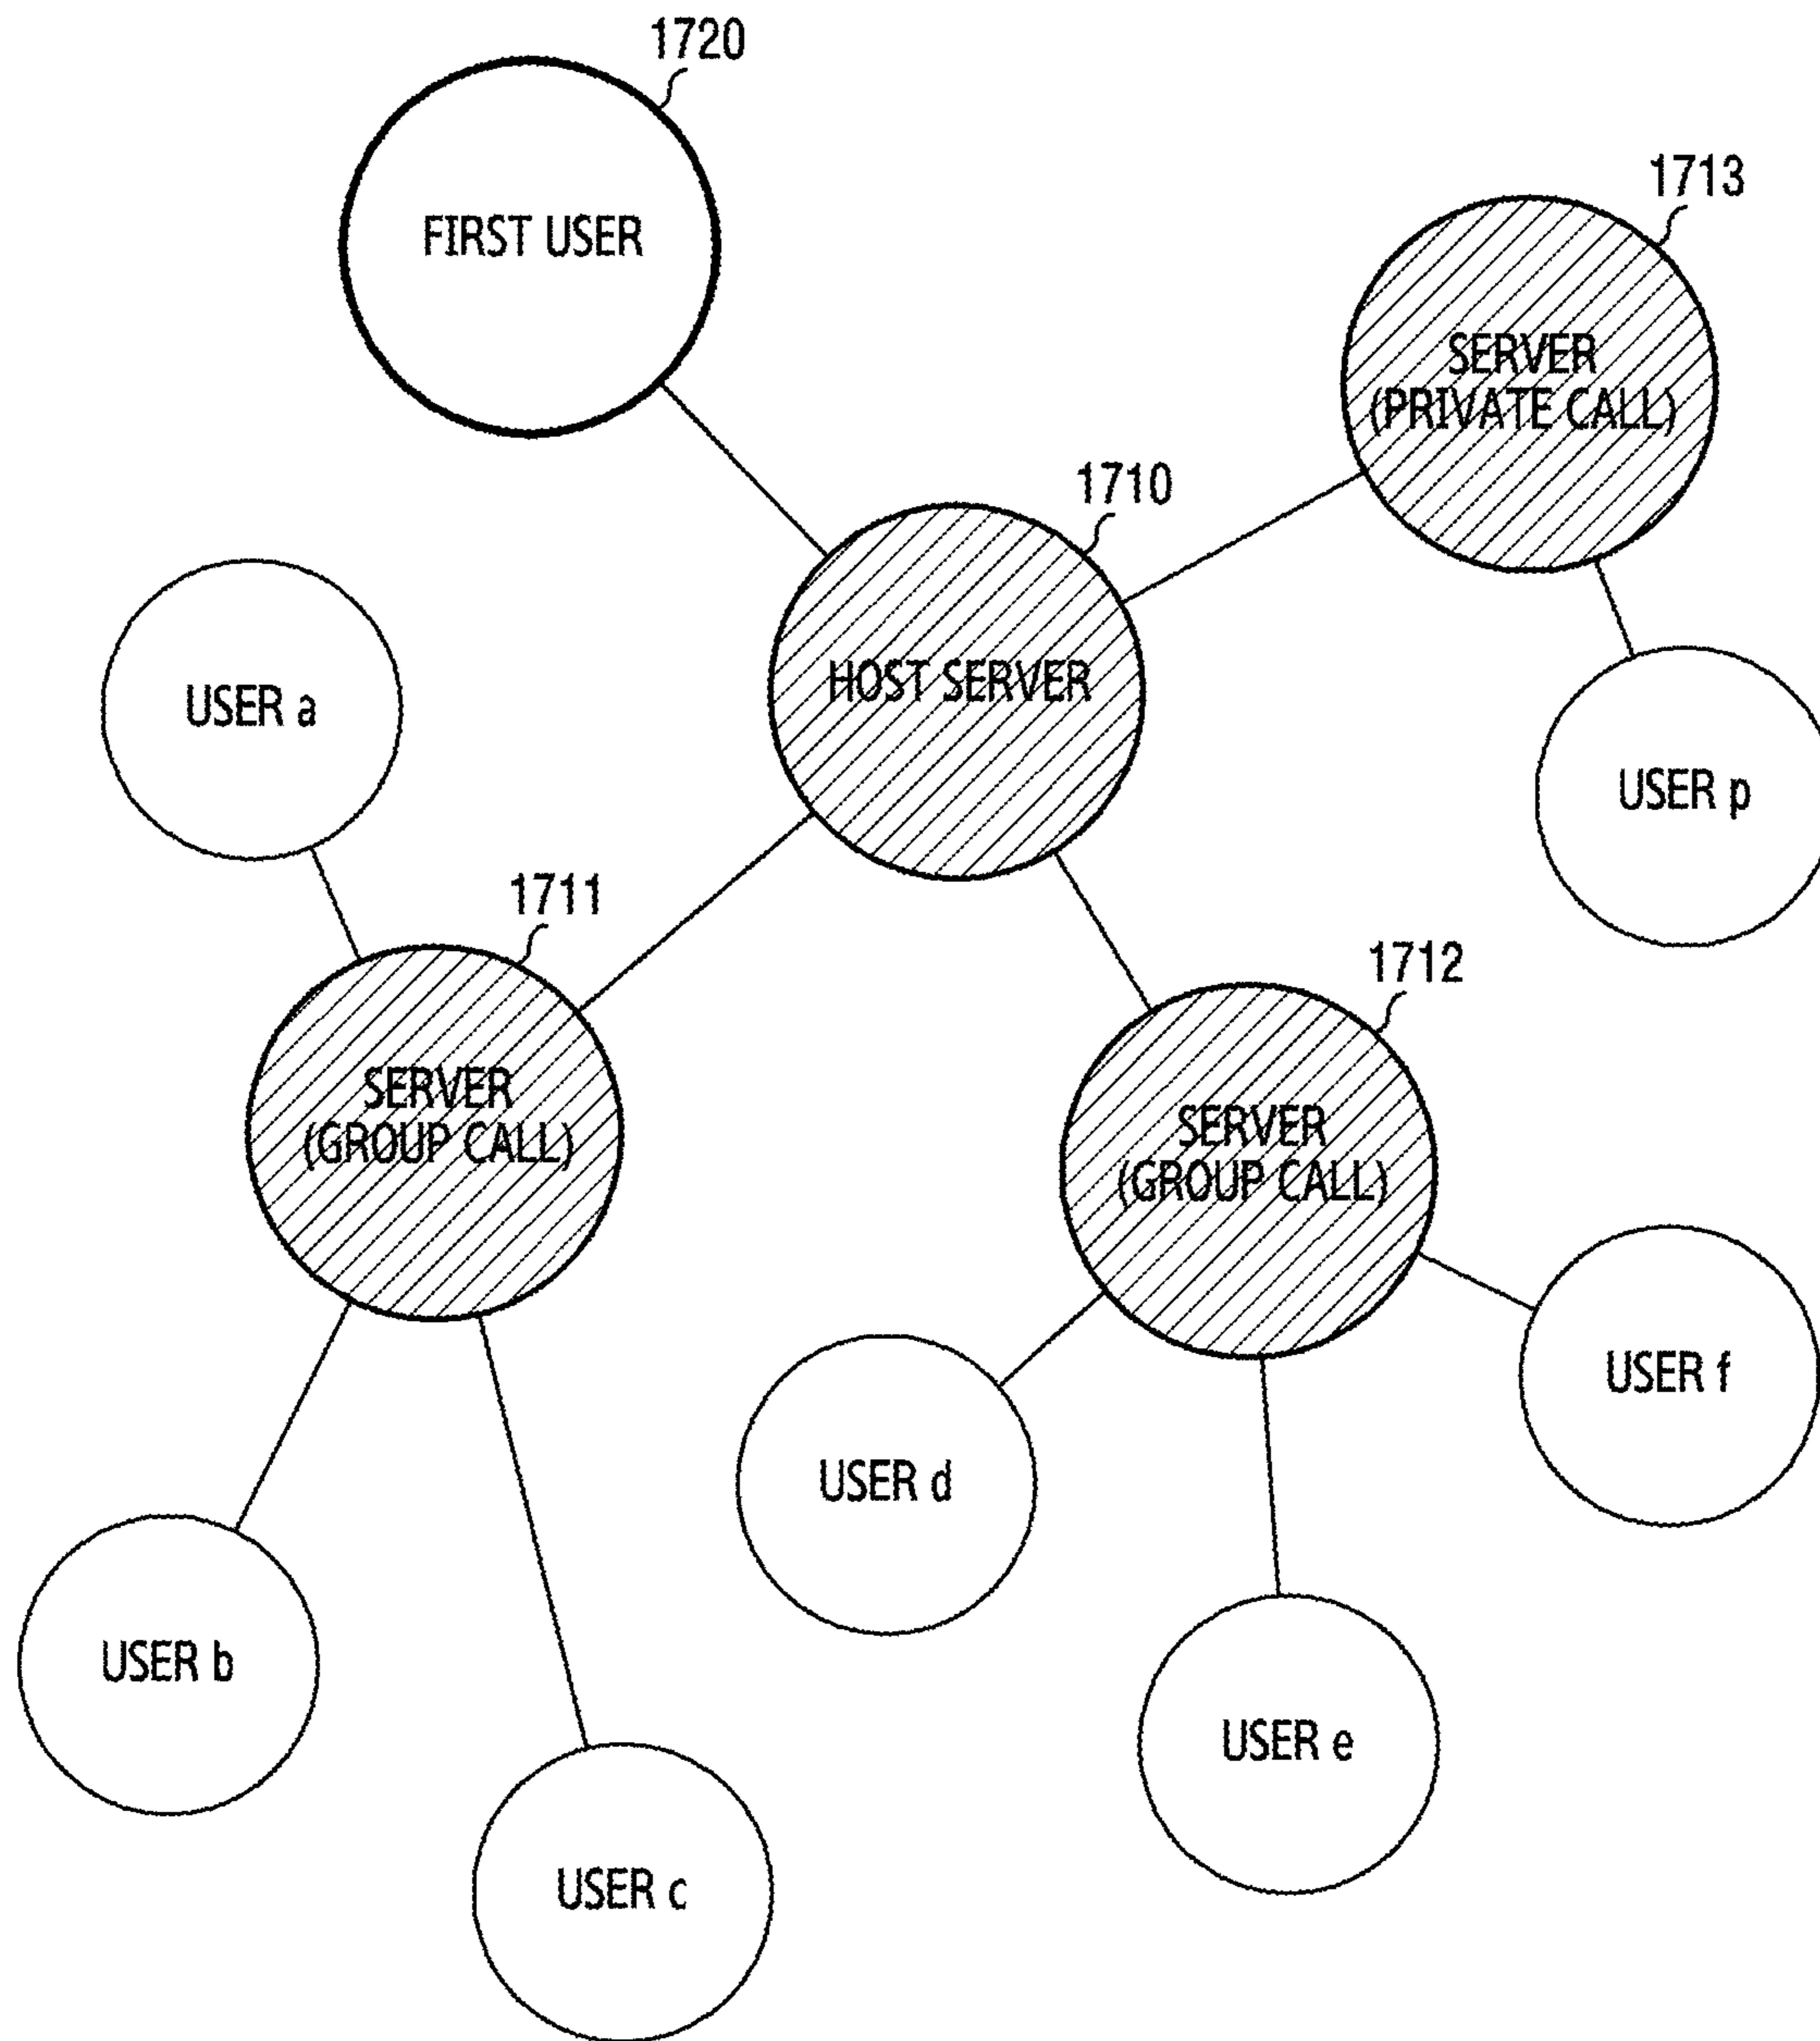 1720
FIRST USER
1713
SERVER
(PRIVATE CALL)
1710
HOST SERVER
USER a
USER p
1711
SERVER
(GROUP CALL)
1712
SERVER
(GROUP CALL)
USER f
USER d
USER b
USER e
USER c